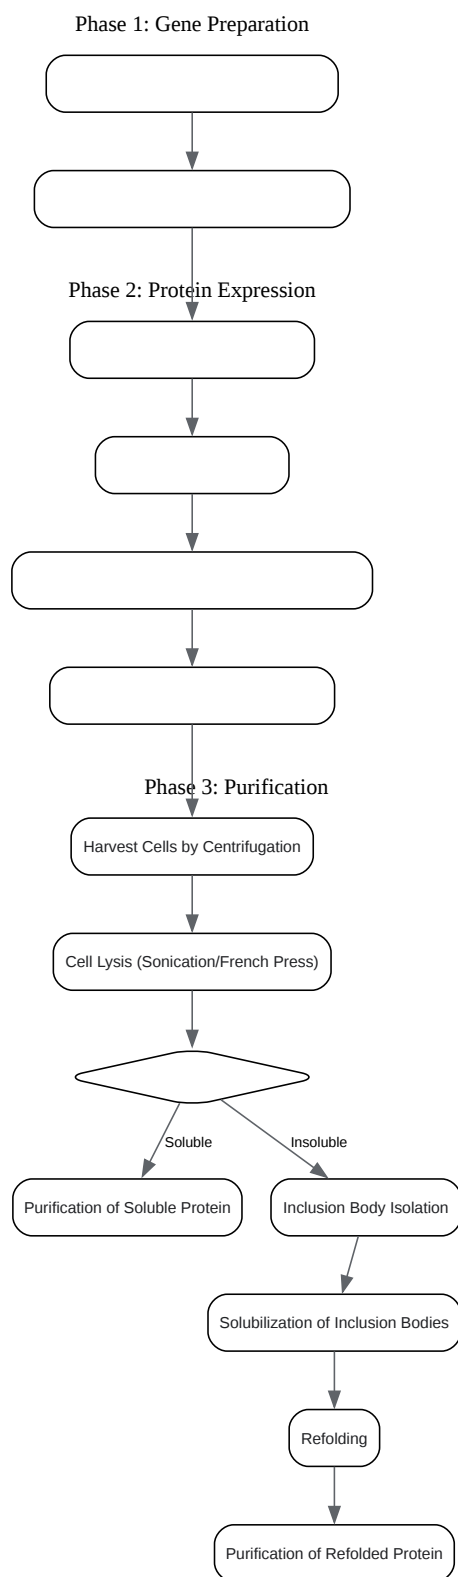 Phase 1: Gene Preparation
Phase 2: Protein Expression
Phase 3: Purification
Harvest Cells by Centrifugation
Cell Lysis (Sonication/French Press)
Soluble
Insoluble
Purification of Soluble Protein
Inclusion Body Isolation
Solubilization of Inclusion Bodies
Refolding
Purification of Refolded Protein